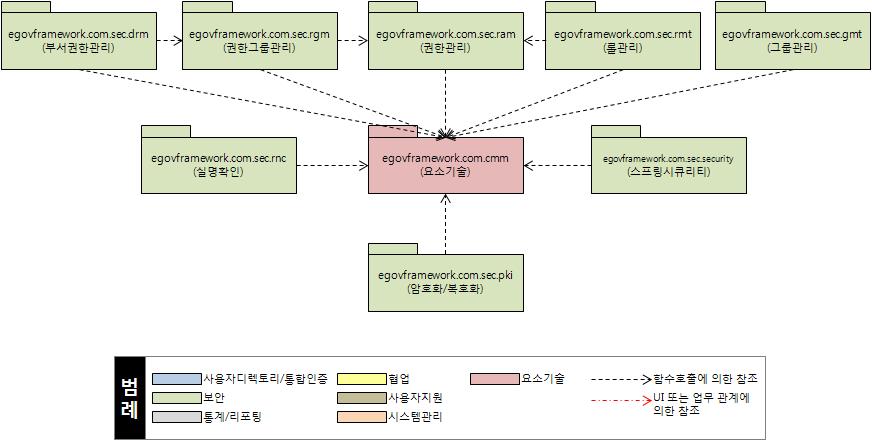 egovframework.com.sec.drm
(부서권한관리)
egovframework.com.sec.rgm
(권한그룹관리)
egovframework.com.sec.ram
(권한관리)
egovframework.com.sec.rmt
(롤관리)
egovframework.com.sec.gmt
(그룹관리)
egovframework.com.sec.rnc
(실명확인)
egovframework.com.cmm
(요소기술)
egovframework.com.sec.security
(스프링시큐리티)
egovframework.com.sec.pki
(암호화/복호화)
범례
사용자디렉토리/통합인증
협업
요소기술
함수호출에 의한 참조
보안
사용자지원
UI 또는 업무 관계에
의한 참조
통계/리포팅
시스템관리